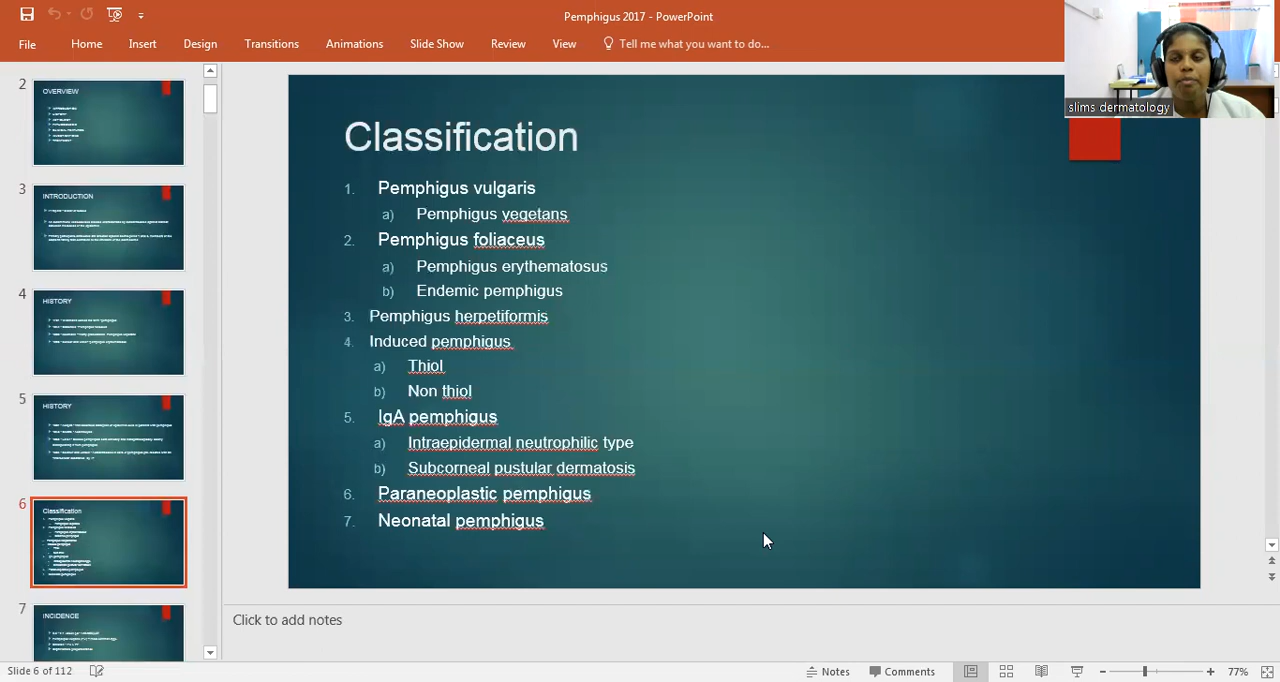 Pemphigus 2017 - PowerPoint
File Home Insert Design Transitions Animations Slide Show Review View Tell me what you want to do...
slims dermatology
2
OVERVIEW
3
INTRODUCTION
4
HISTORY
5
HISTORY
6
Classification
7
INCIDENCE
Classification
1. Pemphigus vulgaris
a) Pemphigus vegetans
2. Pemphigus foliaceus
a) Pemphigus erythematosus
b) Endemic pemphigus
3. Pemphigus herpetiformis
4. Induced pemphigus
a) Thiol
b) Non thiol
5. IgA pemphigus
a) Intraepidermal neutrophilic type
b) Subcorneal pustular dermatosis
6. Paraneoplastic pemphigus
7. Neonatal pemphigus
Click to add notes
Slide 6 of 112 Notes Comments 77%